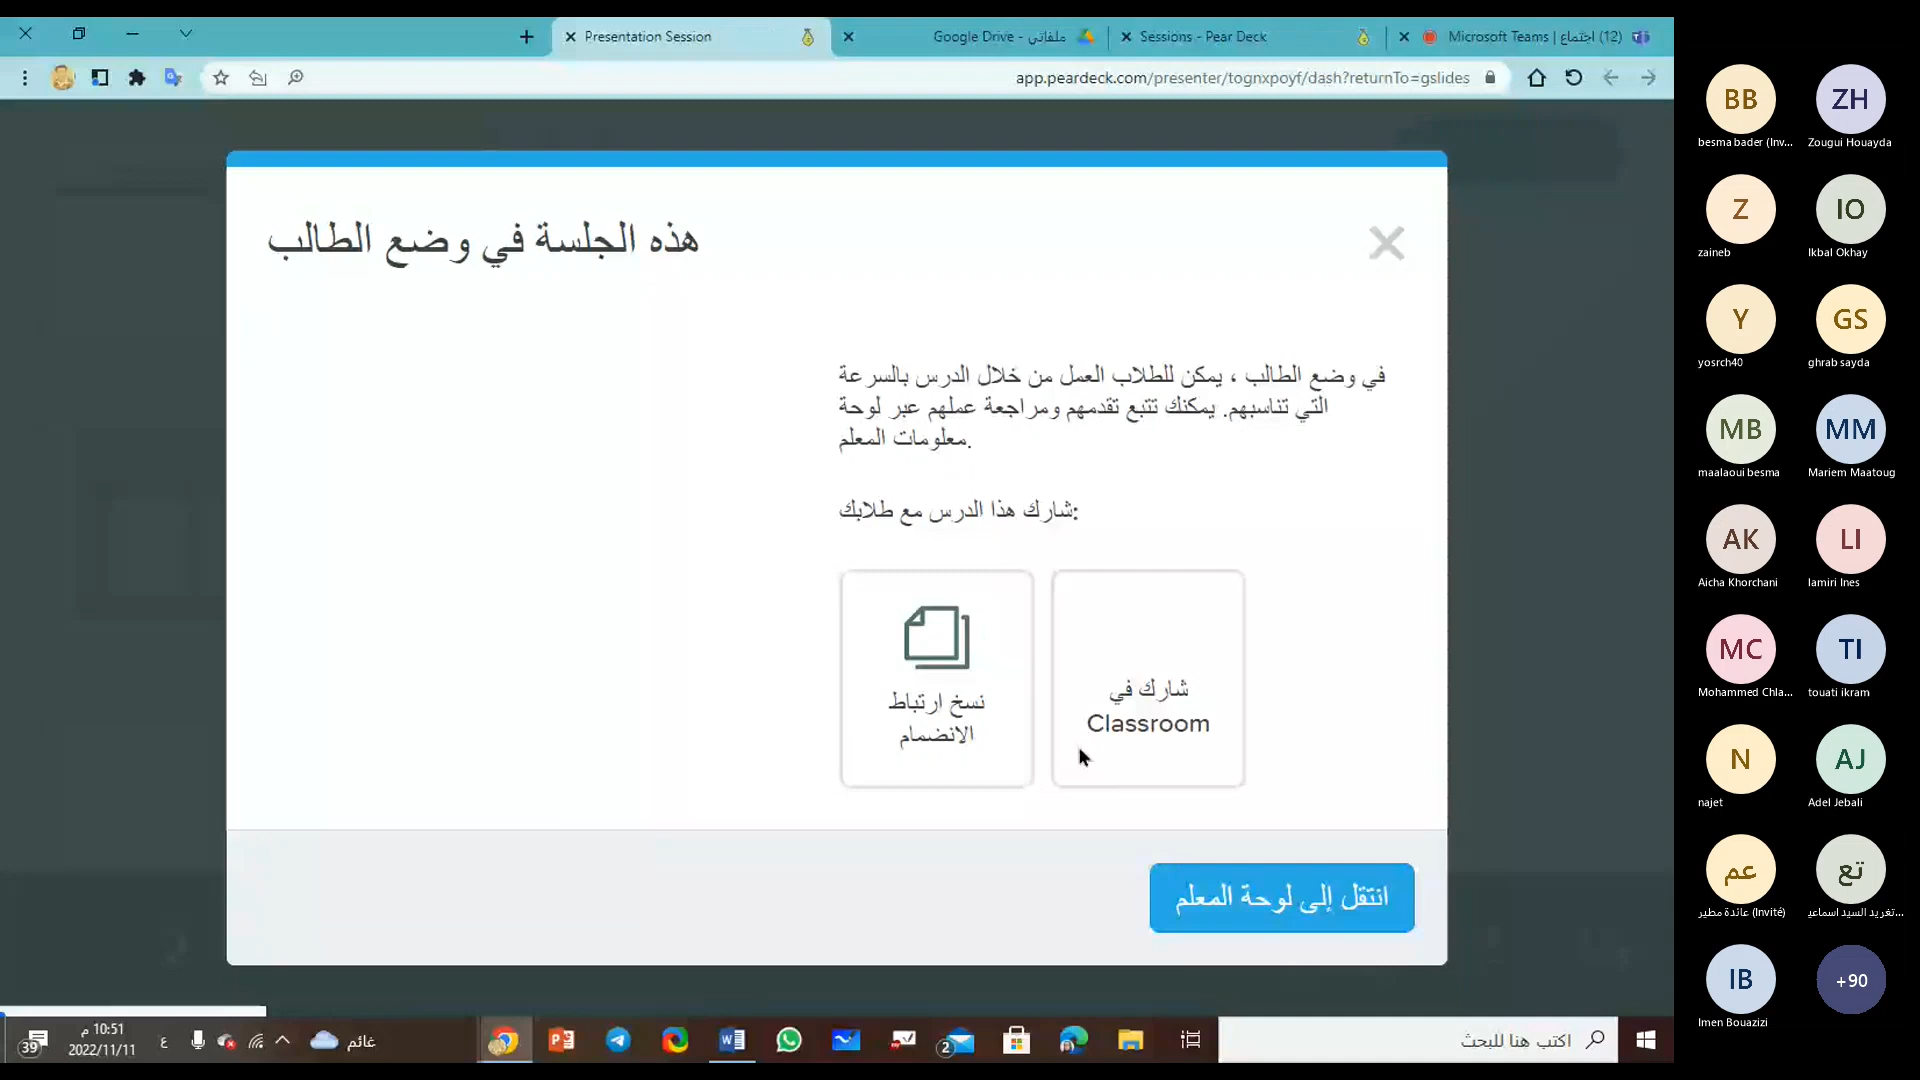 Presentation Session
ملفاتي - Google Drive
Sessions - Pear Deck
(12) اجتماع | Microsoft Teams
app.peardeck.com/presenter/tognxpoyf/dash?returnTo=gslides
هذه الجلسة في وضع الطالب
في وضع الطالب ، يمكن للطلاب العمل من خلال الدرس بالسرعة
التي تناسبهم. يمكنك تتبع تقدمهم ومراجعة عملهم عبر لوحة
معلومات المعلم.
شارك هذا الدرس مع طلابك:
نسخ ارتباط
الانضمام
شارك في
Classroom
انتقل إلى لوحة المعلم
BB
ZH
besma bader (Inv...
Zougui Houayda
Z
IO
zaineb
Ikbal Okhay
Y
GS
yosrch40
ghrab sayda
MB
MM
maalaoui besma
Mariem Maatoug
AK
LI
Aicha Khorchani
lamiri Ines
MC
TI
Mohammed Chla...
touati ikram
N
AJ
najet
Adel Jebali
عم
تع
عائدة مطير (Invité)
تغريد السيد اسماعي...
IB
+90
Imen Bouazizi
39
10:51 م
2022/11/11
ع
غائم
2
اكتب هنا للبحث